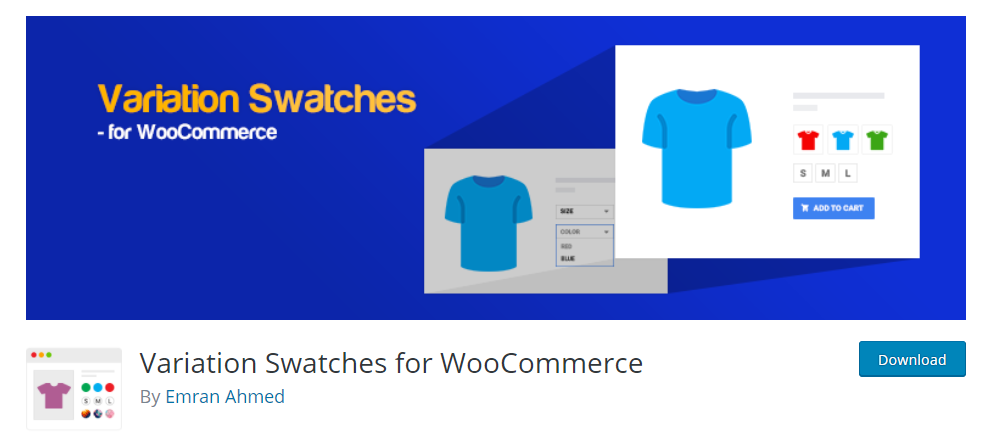 Variation Swatches
- for WooCommerce
SIZE
COLOR
RED
BLUE
S M L
ADD TO CART
S M L
Variation Swatches for WooCommerce
By Emran Ahmed
Download